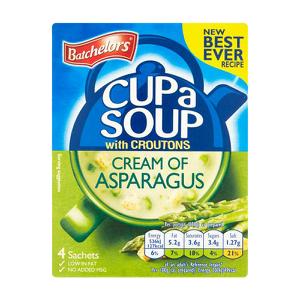 Batchelors
NEW
BEST
EVER
RECIPE
CUPa
SOUP
with CROUTONS
CREAM OF
ASPARAGUS
4 Sachets
✓ LOW IN FAT
✓ NO ADDED MSG
Energy Fat Saturates Sugars Salt
536kJ
127kcal 5.2g 3.6g 3.4g 1.27g
6% 7% 18% 4% 21%